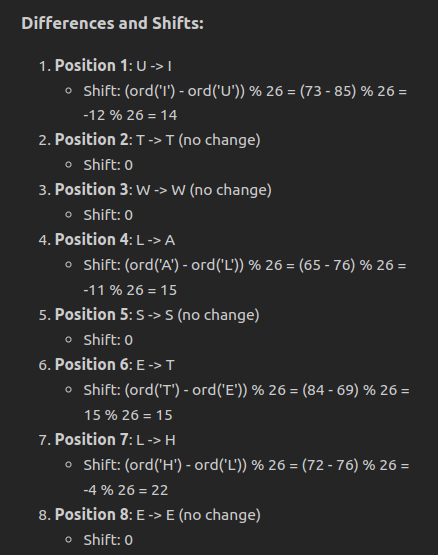 Differences and Shifts:
1. Position 1: U -> I
◦ Shift: (ord('I') - ord('U')) % 26 = (73 - 85) % 26 =
-12 % 26 = 14
2. Position 2: T -> T (no change)
◦ Shift: 0
3. Position 3: W -> W (no change)
◦ Shift: 0
4. Position 4: L -> A
◦ Shift: (ord('A') - ord('L')) % 26 = (65 - 76) % 26 =
-11 % 26 = 15
5. Position 5: S -> S (no change)
◦ Shift: 0
6. Position 6: E -> T
◦ Shift: (ord('T') - ord('E')) % 26 = (84 - 69) % 26 =
15 % 26 = 15
7. Position 7: L -> H
◦ Shift: (ord('H') - ord('L')) % 26 = (72 - 76) % 26 =
-4 % 26 = 22
8. Position 8: E -> E (no change)
◦ Shift: 0